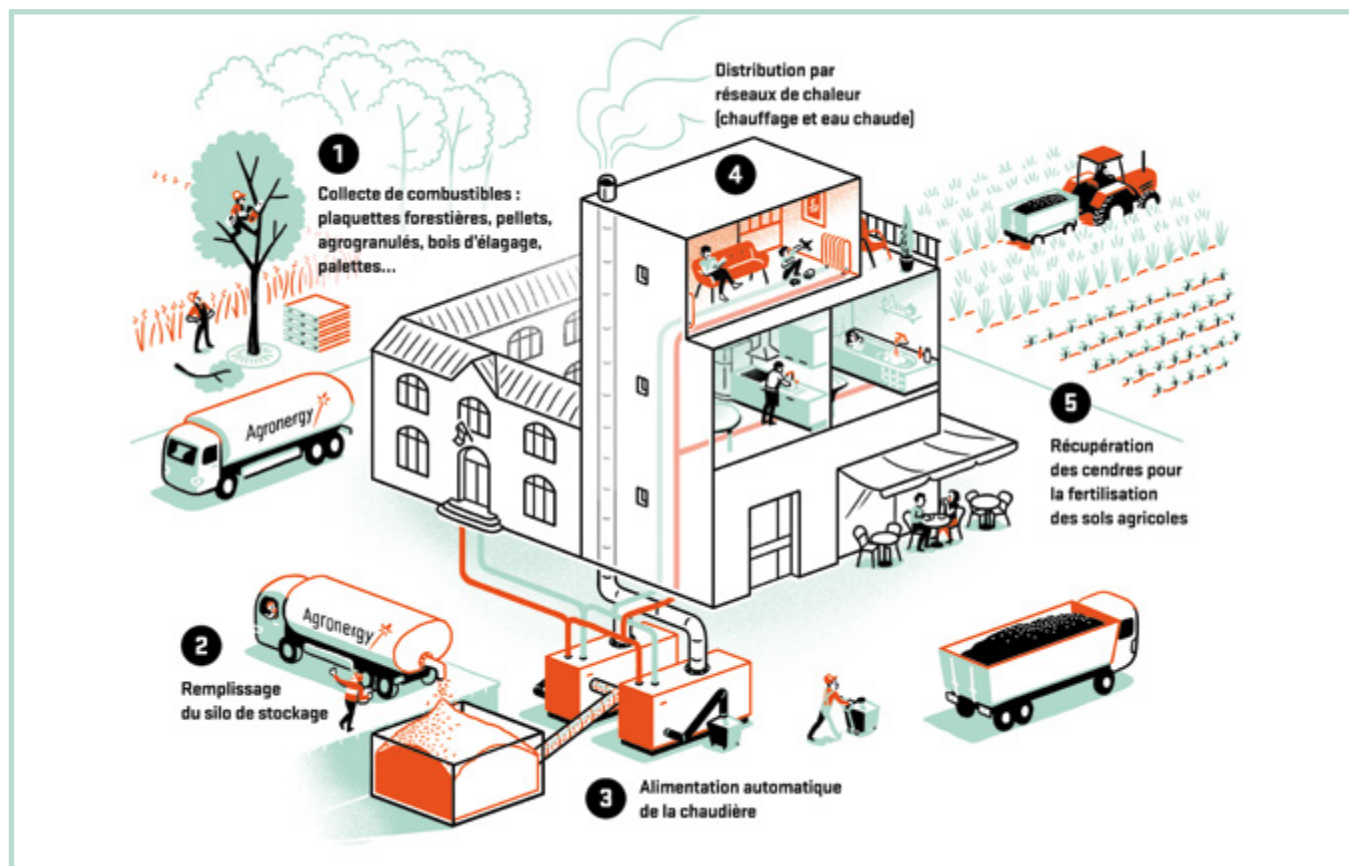 1
Collecte de combustibles :
plaquettes forestières, pellets,
agrogranulés, bois d'élagage,
palettes...
Distribution par
réseaux de chaleur
(chauffage et eau chaude)
4
5
Récupération
des cendres pour
la fertilisation
des sols agricoles
Agronergy
Agronergy
2
Remplissage
du silo de stockage
3
Alimentation automatique
de la chaudière